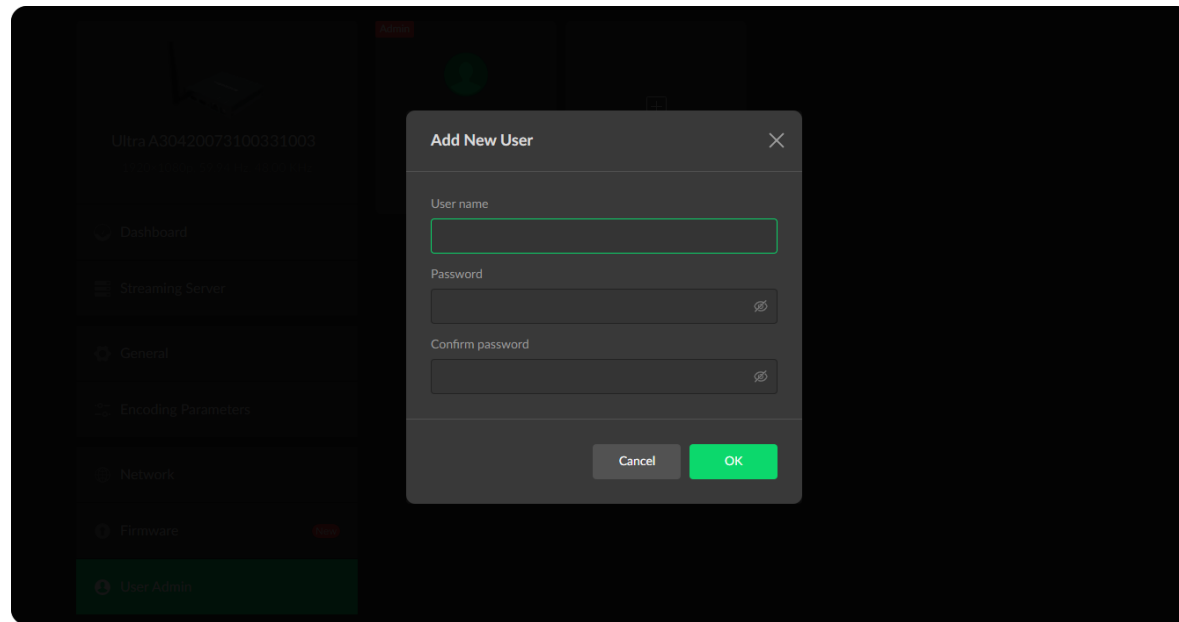 Admin
Ultra A30420073100331003
Dashboard
Streaming Server
General
Encoding Parameters
Network
Firmware
New
User Admin
Add New User
User name
Password
Confirm password
Cancel
OK